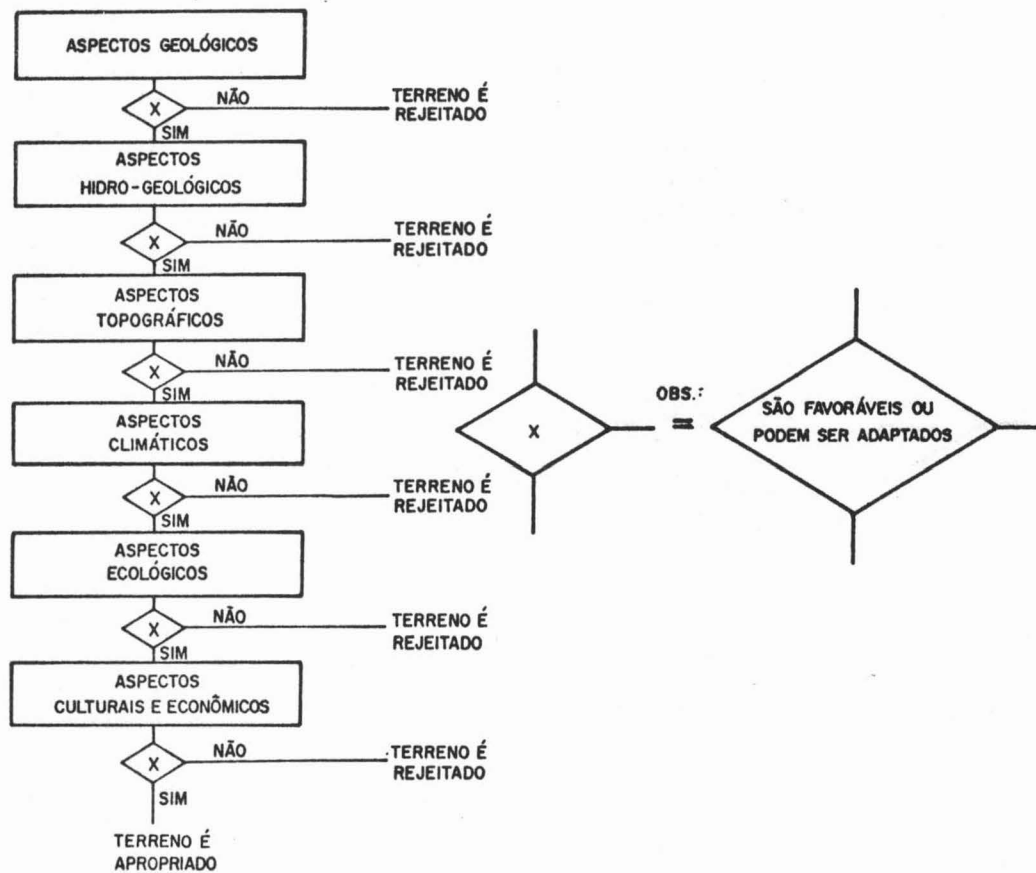 ASPECTOS GEOLÓGICOS
X
NÃO
TERRENO É
REJEITADO
SIM
ASPECTOS
HIDRO-GEOLÓGICOS
X
NÃO
TERRENO É
REJEITADO
SIM
ASPECTOS
TOPOGRÁFICOS
X
NÃO
TERRENO É
REJEITADO
SIM
ASPECTOS
CLIMÁTICOS
X
NÃO
TERRENO É
REJEITADO
SIM
ASPECTOS
ECOLÓGICOS
X
NÃO
TERRENO É
REJEITADO
SIM
ASPECTOS
CULTURAIS E ECONÔMICOS
X
NÃO
TERRENO É
REJEITADO
SIM
TERRENO É
APROPRIADO
X
OBS.:
=
SÃO FAVORÁVEIS OU
PODEM SER ADAPTADOS